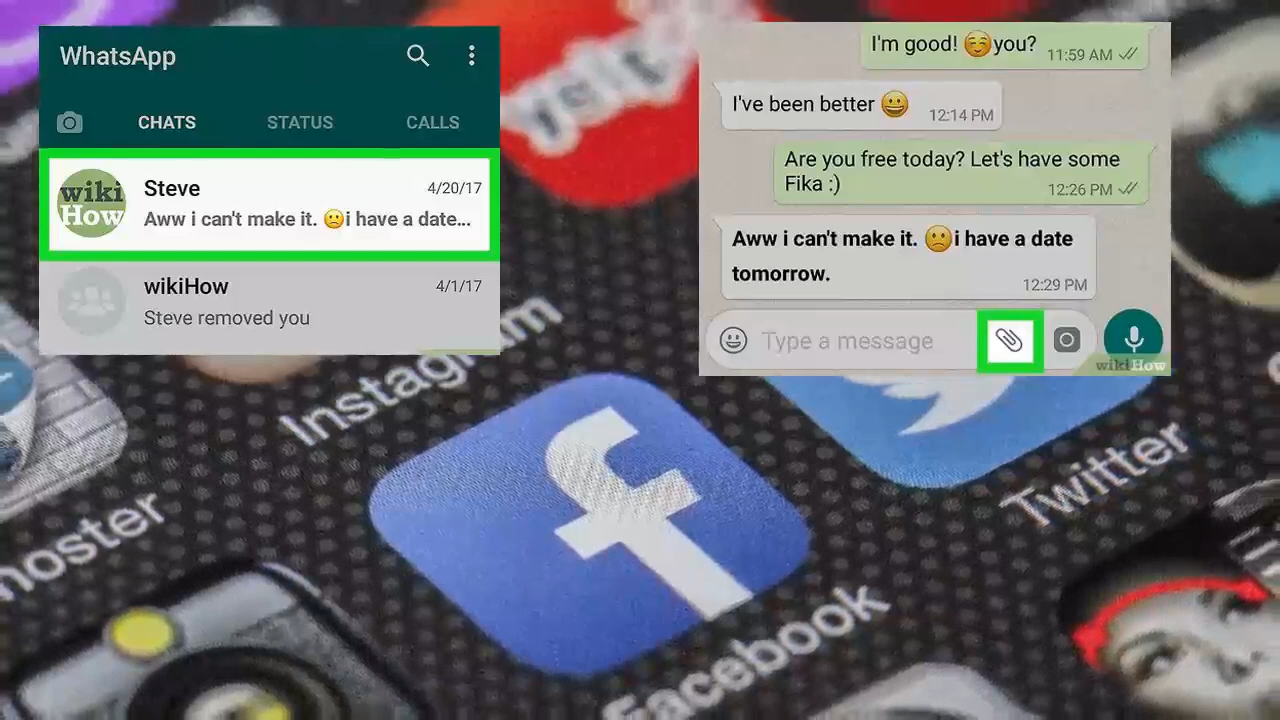 WhatsApp
CHATS STATUS CALLS
wiki
How
Steve 4/20/17
Aww i can't make it. 🙁i have a date...
wikiHow 4/1/17
Steve removed you
I'm good! ☺️you? 11:59 AM
I've been better 😀 12:14 PM
Are you free today? Let's have some
Fika :) 12:26 PM
Aww i can't make it. 🙁i have a date
tomorrow. 12:29 PM
Type a message
wikiHow
yelp
Instagram
Twitter
Facebook